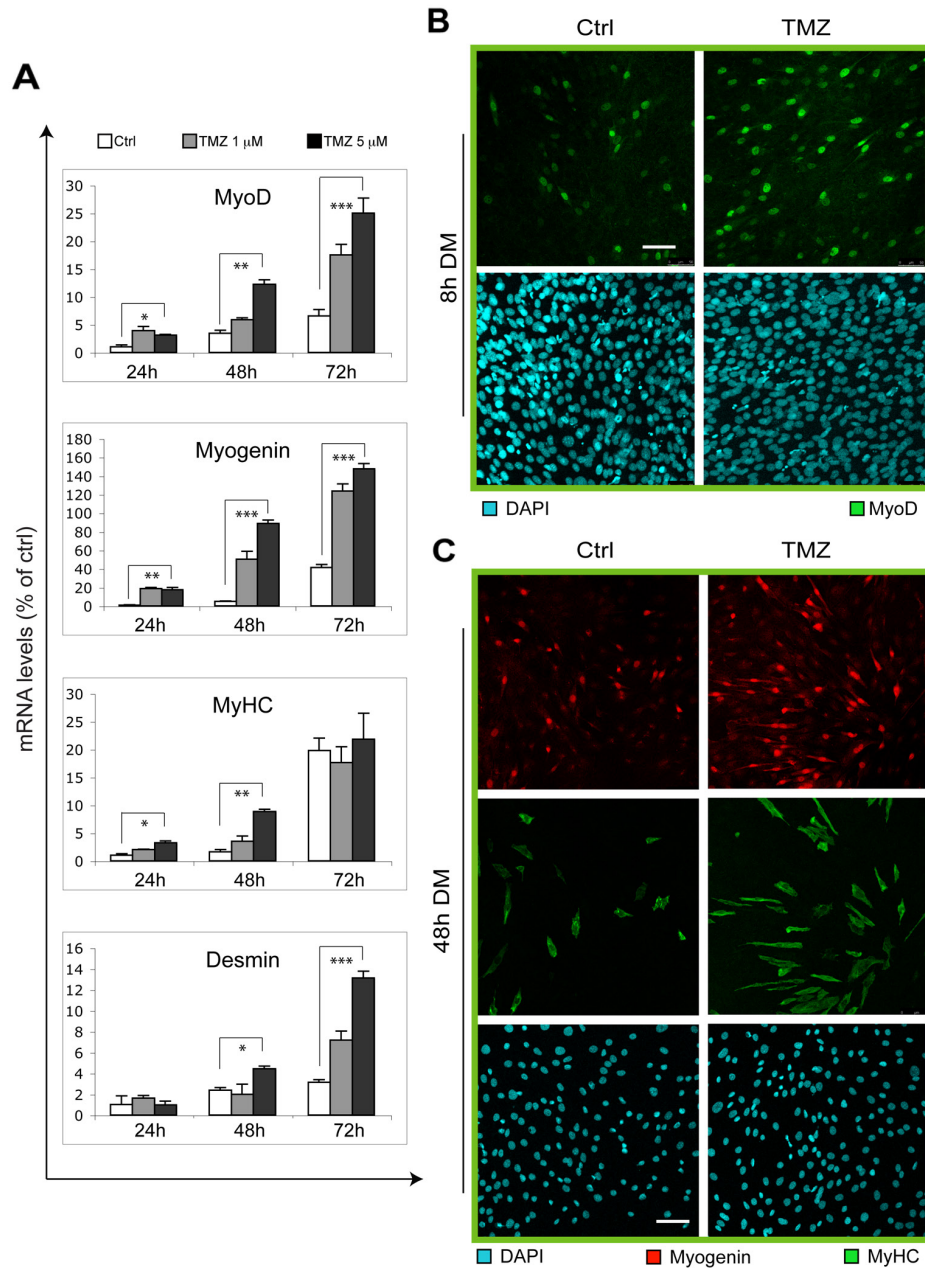 A
Ctrl TMZ 1 μM TMZ 5 μM
mRNA levels (% of ctrl)
MyoD
30
25
20
15
10
5
0
* ** ***
24h 48h 72h
Myogenin
180
160
140
120
100
80
60
40
20
0
** *** ***
24h 48h 72h
MyHC
30
25
20
15
10
5
0
* **
24h 48h 72h
Desmin
16
14
12
10
8
6
4
2
0
* ***
24h 48h 72h
B
Ctrl TMZ
8h DM
DAPI MyoD
C
Ctrl TMZ
48h DM
DAPI Myogenin MyHC